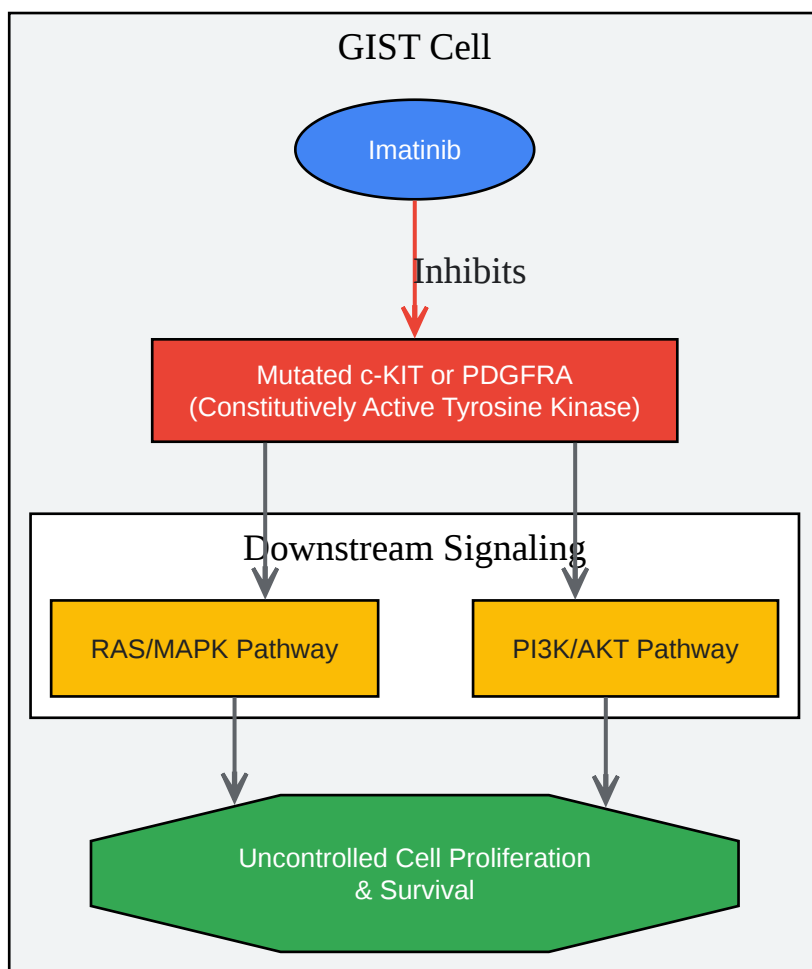 GIST Cell
Imatinib
Inhibits
Mutated c-KIT or PDGFRA
(Constitutively Active Tyrosine Kinase)
Downstream Signaling
RAS/MAPK Pathway
PI3K/AKT Pathway
Uncontrolled Cell Proliferation
& Survival